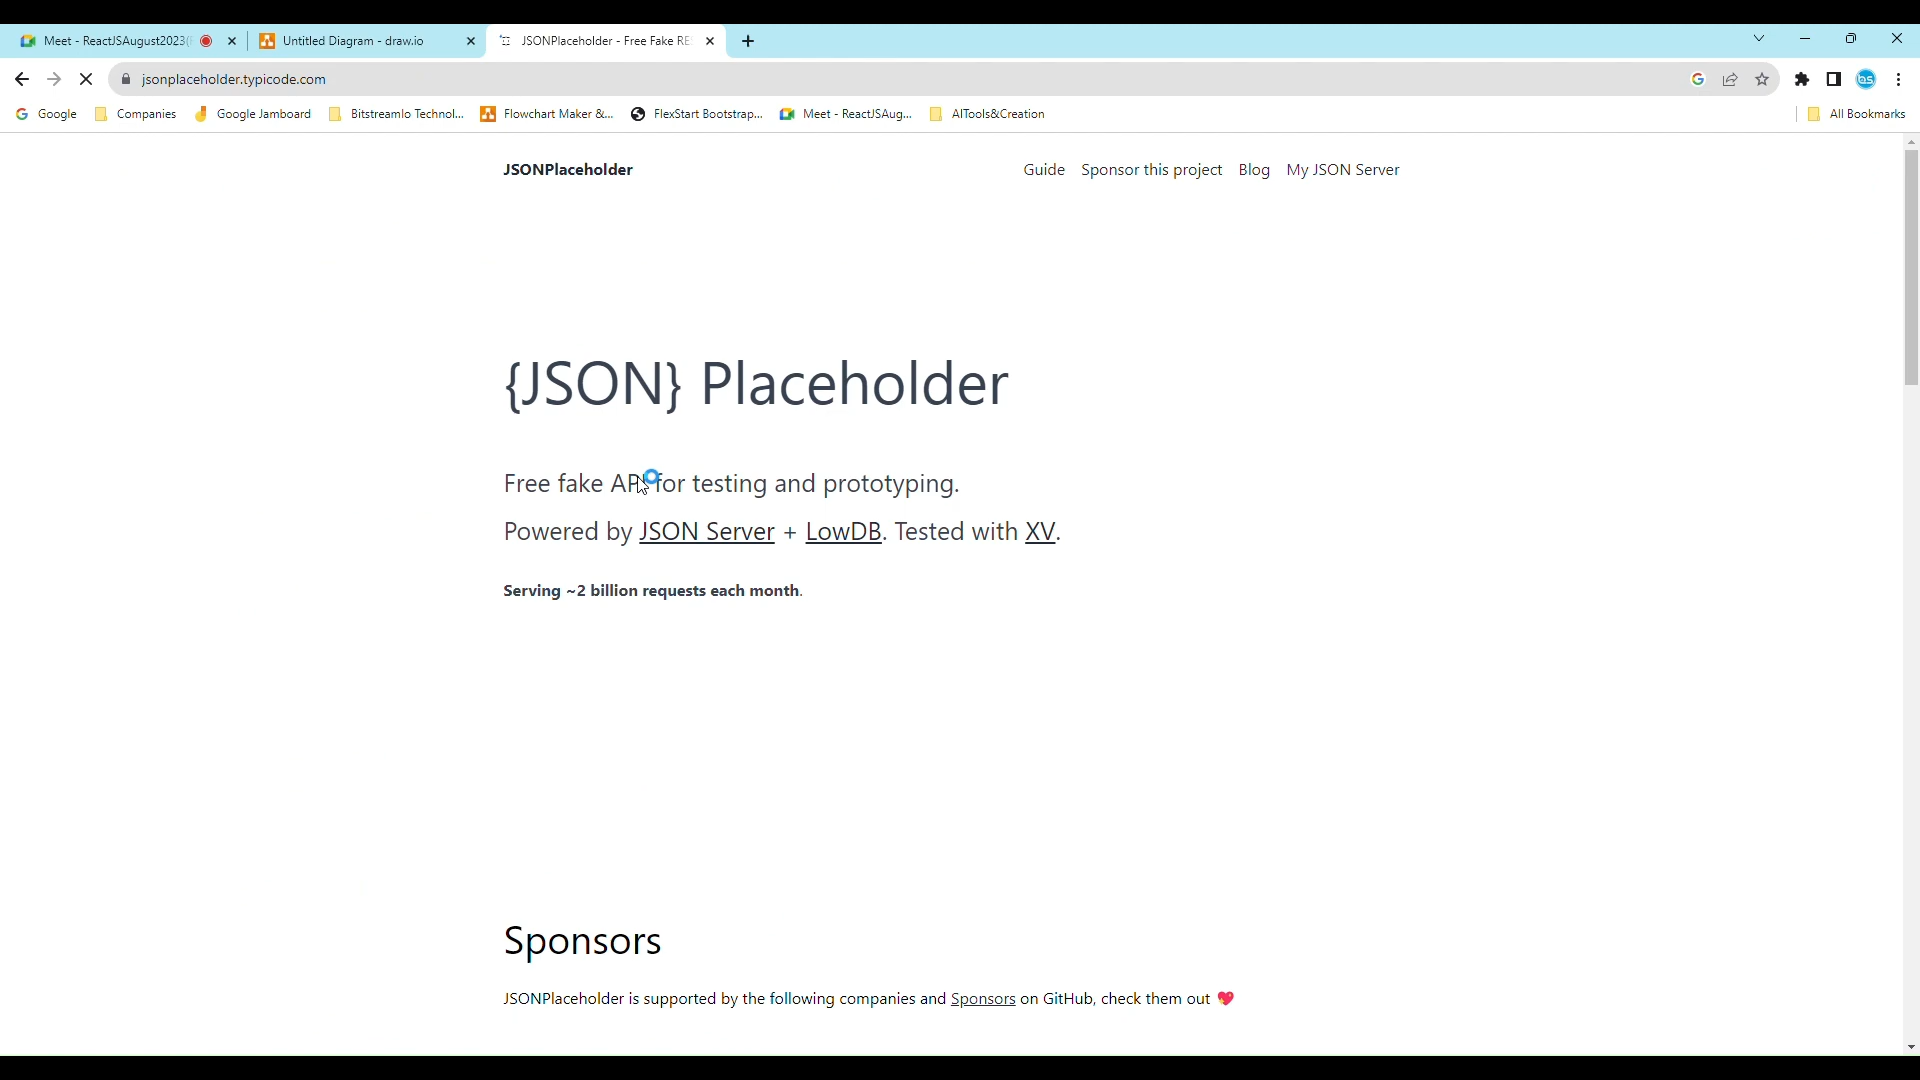 Meet - ReactJSAugust2023(
Untitled Diagram - draw.io
JSONPlaceholder - Free Fake RE
jsonplaceholder.typicode.com
Google
Companies
Google Jamboard
Bitstreamlo Technol...
Flowchart Maker &...
FlexStart Bootstrap...
Meet - ReactJSAug...
AITools&Creation
All Bookmarks
JSONPlaceholder
Guide
Sponsor this project
Blog
My JSON Server
{JSON} Placeholder
Free fake API for testing and prototyping.
Powered by JSON Server + LowDB. Tested with XV.
Serving ~2 billion requests each month.
Sponsors
JSONPlaceholder is supported by the following companies and Sponsors on GitHub, check them out 💖